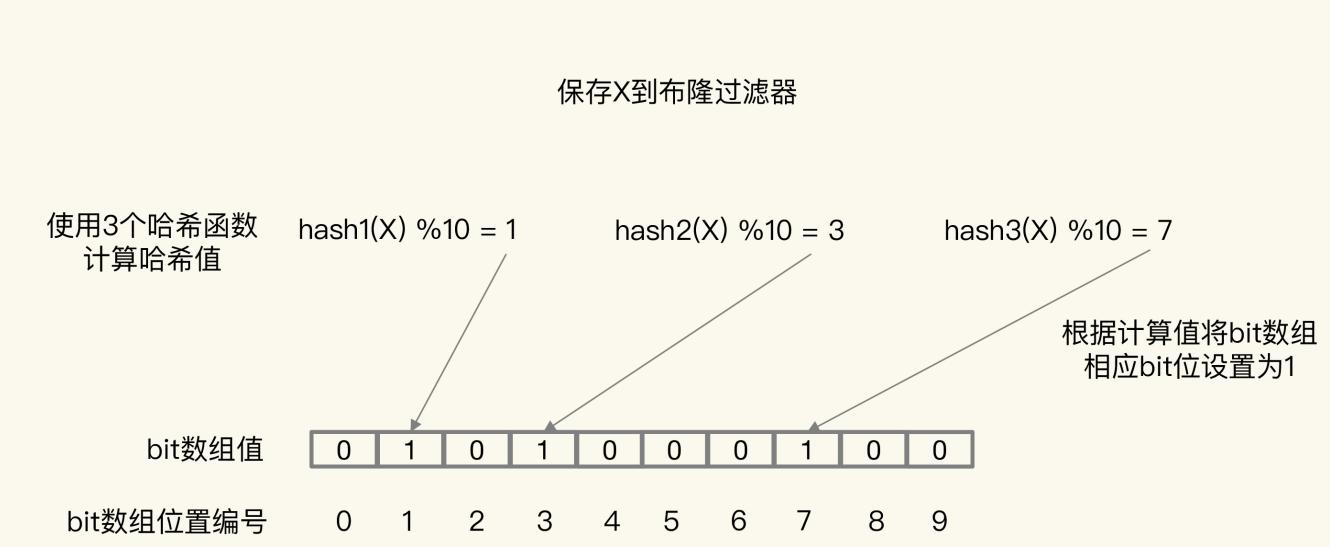 保存X到布隆过滤器
使用3个哈希函数
计算哈希值
hash1(X) %10 = 1
hash2(X) %10 = 3
hash3(X) %10 = 7
根据计算值将bit数组
相应bit位设置为1
bit数组值 0 1 0 1 0 0 0 1 0 0
bit数组位置编号 0 1 2 3 4 5 6 7 8 9